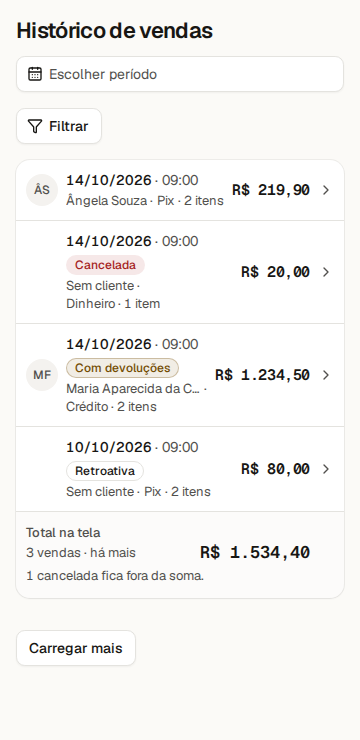 Histórico de vendas
Escolher período
Filtrar
ÂS
14/10/2026 · 09:00
Ângela Souza · Pix · 2 itens
R$ 219,90
14/10/2026 · 09:00
Cancelada
Sem cliente ·
Dinheiro · 1 item
R$ 20,00
MF
14/10/2026 · 09:00
Com devoluções
Maria Aparecida da C... ·
Crédito · 2 itens
R$ 1.234,50
10/10/2026 · 09:00
Retroativa
Sem cliente · Pix · 2 itens
R$ 80,00
Total na tela
3 vendas · há mais
1 cancelada fica fora da soma.
R$ 1.534,40
Carregar mais